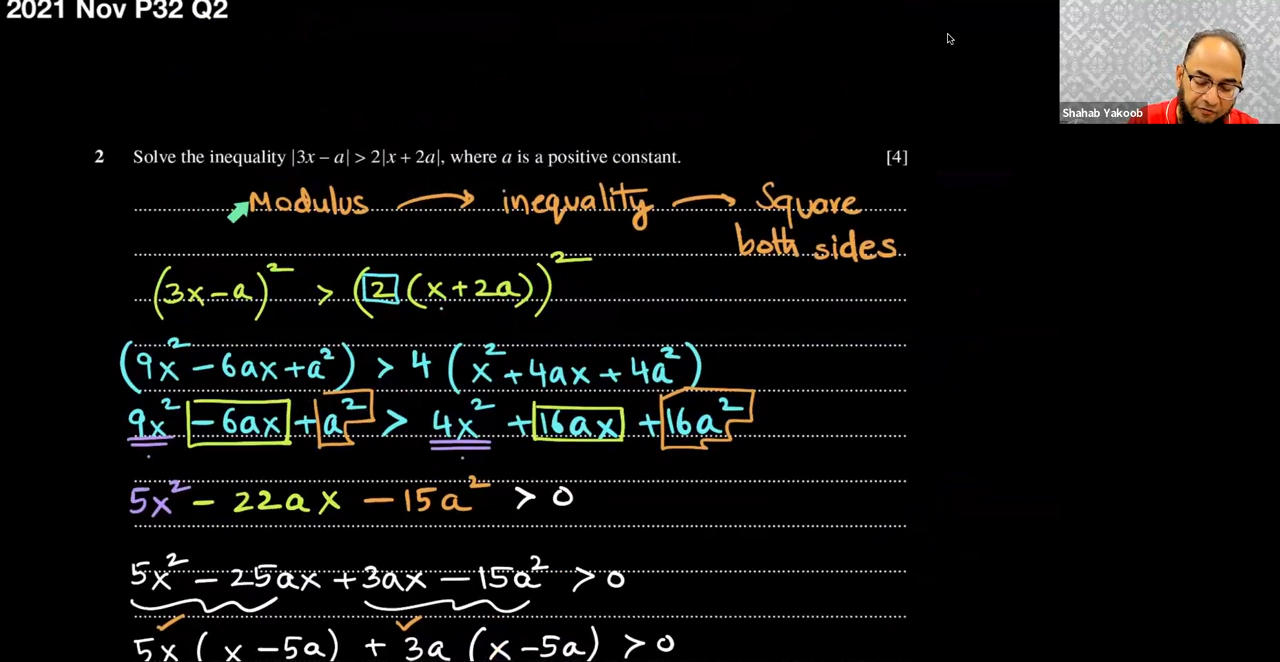 2021 Nov P32 Q2
Shahab Yakoob
2 Solve the inequality |3x − a| > 2|x + 2a|, where a is a positive constant. [4]
Modulus → inequality → Square
both sides
(3x−a)² > (2(x+2a))²
(9x² −6ax+a²) > 4(x²+4ax+4a²)
9x² −6ax +a² > 4x² +16ax +16a²
5x² − 22ax −15a² > 0
5x² − 25ax +3ax −15a² > 0
5x(x−5a) + 3a(x−5a) > 0